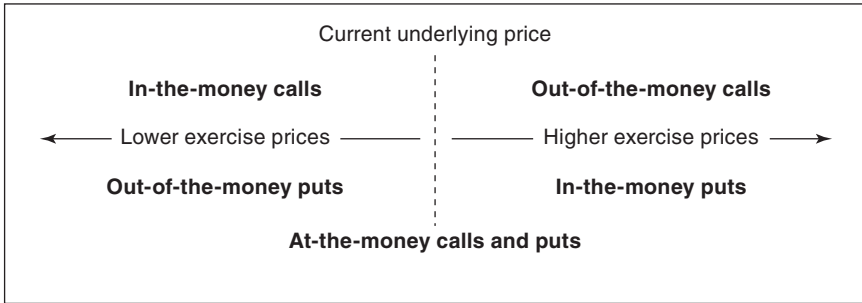 Current underlying price
In-the-money calls Out-of-the-money calls
Lower exercise prices Higher exercise prices
Out-of-the-money puts In-the-money puts
At-the-money calls and puts